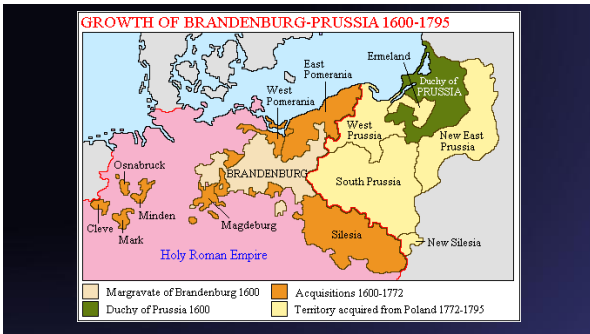 GROWTH OF BRANDENBURG-PRUSSIA 1600-1795
Ermeland
East
Pomerania
Duchy of
PRUSSIA
West
Pomerania
West
Prussia
New East
Prussia
Osnabruck
BRANDENBURG
South Prussia
Minden
Magdeburg
Cleve
Mark
Silesia
New Silesia
Holy Roman Empire
Margravate of Brandenburg 1600
Acquisitions 1600-1772
Duchy of Prussia 1600
Territory acquired from Poland 1772-1795